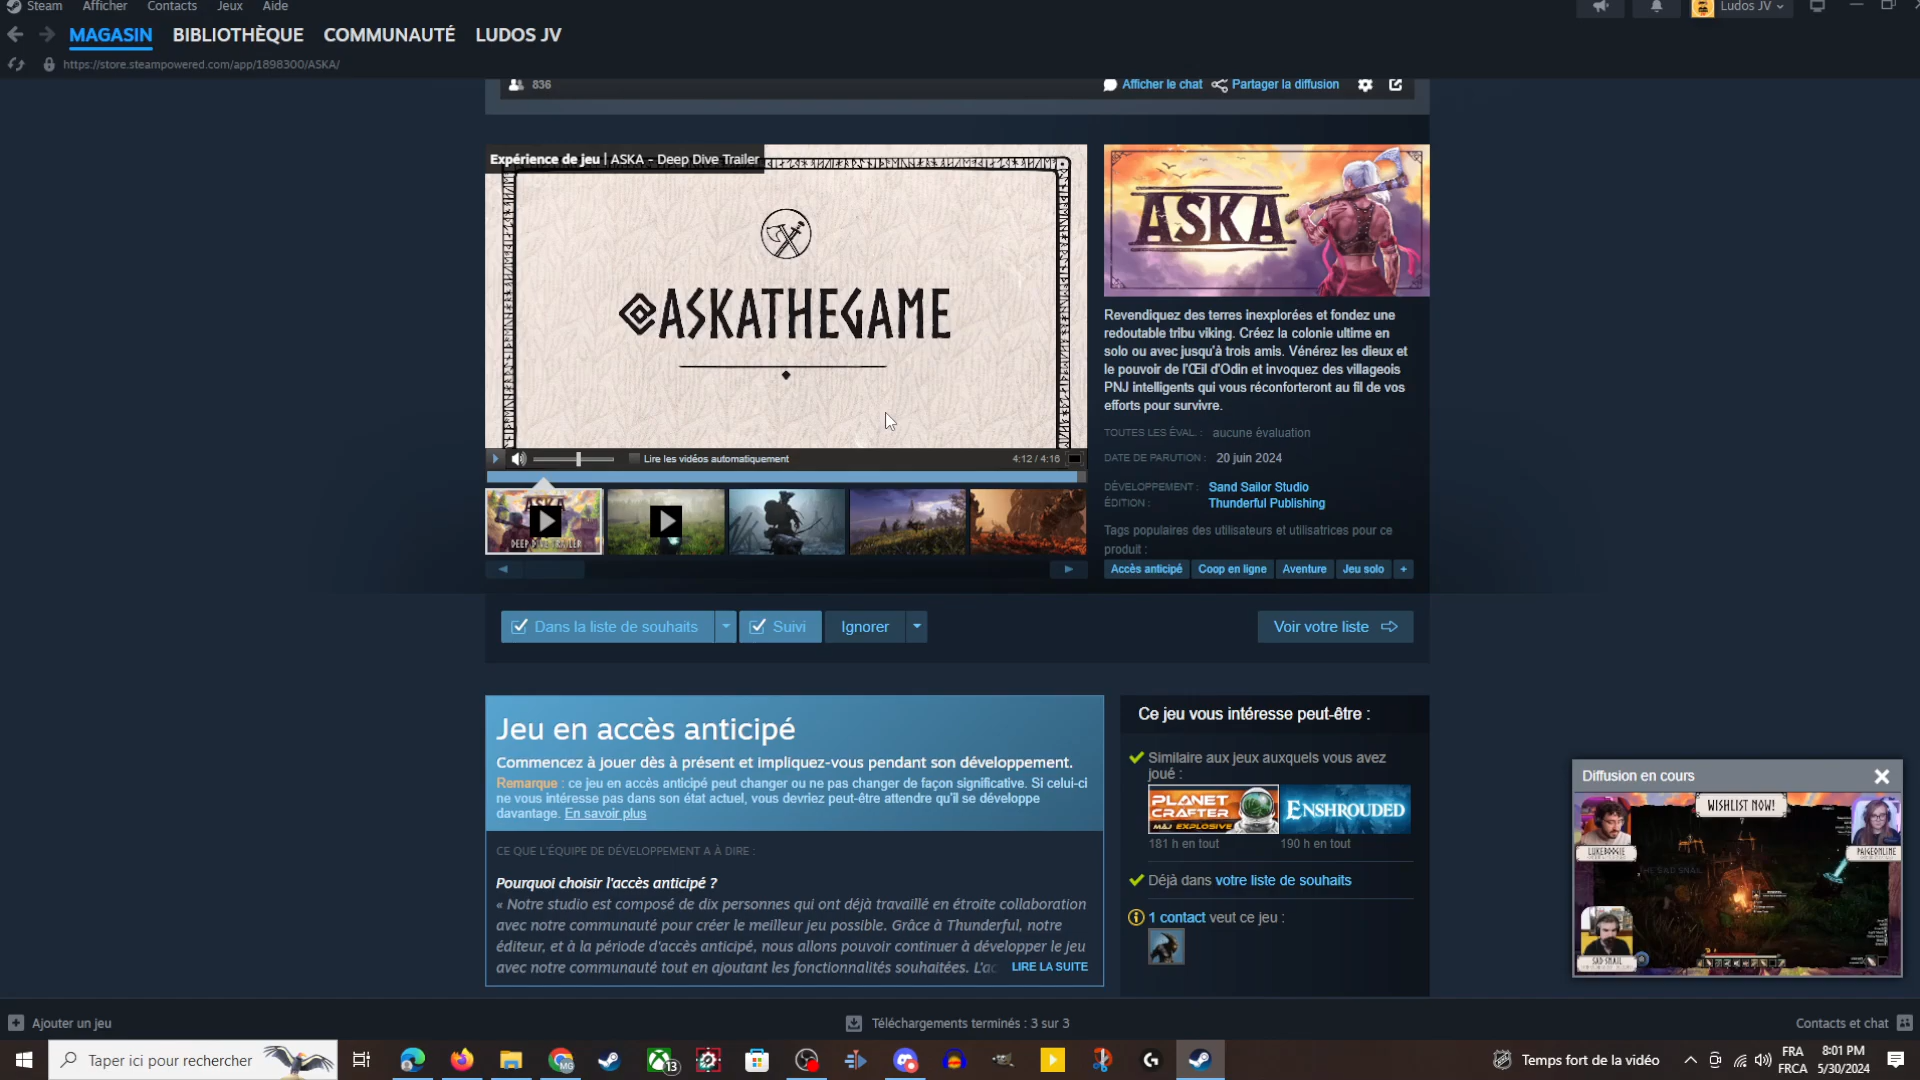 Steam Afficher Contacts Jeux Aide
Ludos JV
MAGASIN BIBLIOTHÈQUE COMMUNAUTÉ LUDOS JV
https://store.steampowered.com/app/1898300/ASKA/
836
Afficher le chat Partager la diffusion
Expérience de jeu | ASKA - Deep Dive Trailer
@ASKATHEGAME
Lire les vidéos automatiquement
4:12 / 4:16
DEEP DIVE TRAILER
ASKA
Revendiquez des terres inexplorées et fondez une
redoutable tribu viking. Créez la colonie ultime en
solo ou avec jusqu'à trois amis. Vénérez les dieux et
le pouvoir de l'Œil d'Odin et invoquez des villageois
PNJ intelligents qui vous réconforteront au fil de vos
efforts pour survivre.
TOUTES LES ÉVAL. : aucune évaluation
DATE DE PARUTION : 20 juin 2024
DÉVELOPPEMENT : Sand Sailor Studio
ÉDITION : Thunderful Publishing
Tags populaires des utilisateurs et utilisatrices pour ce
produit :
Accès anticipé Coop en ligne Aventure Jeu solo +
Dans la liste de souhaits Suivi Ignorer Voir votre liste
Jeu en accès anticipé
Commencez à jouer dès à présent et impliquez-vous pendant son développement.
Remarque : ce jeu en accès anticipé peut changer ou ne pas changer de façon significative. Si celui-ci
ne vous intéresse pas dans son état actuel, vous devriez peut-être attendre qu'il se développe
davantage. En savoir plus
CE QUE L'ÉQUIPE DE DÉVELOPPEMENT A À DIRE :
Pourquoi choisir l'accès anticipé ?
« Notre studio est composé de dix personnes qui ont déjà travaillé en étroite collaboration
avec notre communauté pour créer le meilleur jeu possible. Grâce à Thunderful, notre
éditeur, et à la période d'accès anticipé, nous allons pouvoir continuer à développer le jeu
avec notre communauté tout en ajoutant les fonctionnalités souhaitées. L'ac LIRE LA SUITE
Ce jeu vous intéresse peut-être :
Similaire aux jeux auxquels vous avez
joué :
PLANET CRAFTER MÀJ EXPLOSIVE
ENSHROUDED
181 h en tout 190 h en tout
Déjà dans votre liste de souhaits
1 contact veut ce jeu :
Diffusion en cours
WISHLIST NOW!
LUKEBOOGIE
PAIGEONLINE
THE SAD SNAIL
SAD SNAIL
Ajouter un jeu
Téléchargements terminés : 3 sur 3
Contacts et chat
Taper ici pour rechercher
MG
13
Temps fort de la vidéo
FRA
FRCA
8:01 PM
5/30/2024